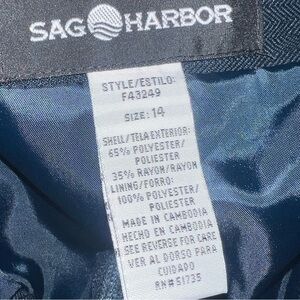 SAG HARBOR
STYLE/ESTILO:
F43249
SIZE: 14
SHELL/TELA EXTERIOR:
65% POLYESTER/
POLIESTER
35% RAYON/RAYON
LINING/FORRO:
100% POLYESTER/
POLIESTER
MADE IN CAMBODIA
HECHO EN CAMBODIA
SEE REVERSE FOR CARE
VER AL DORSO PARA
CUIDADO
RN# 51735